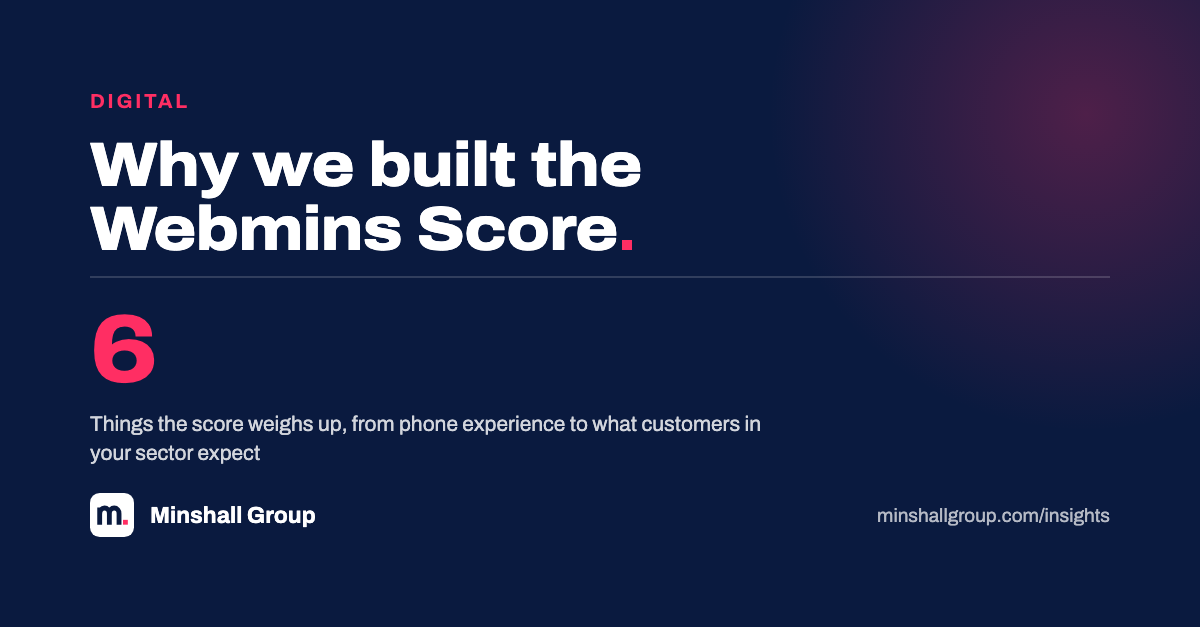 DIGITAL
Why we built the
Webmins Score.
6
Things the score weighs up, from phone experience to what customers in
your sector expect
m. Minshall Group
minshallgroup.com/insights